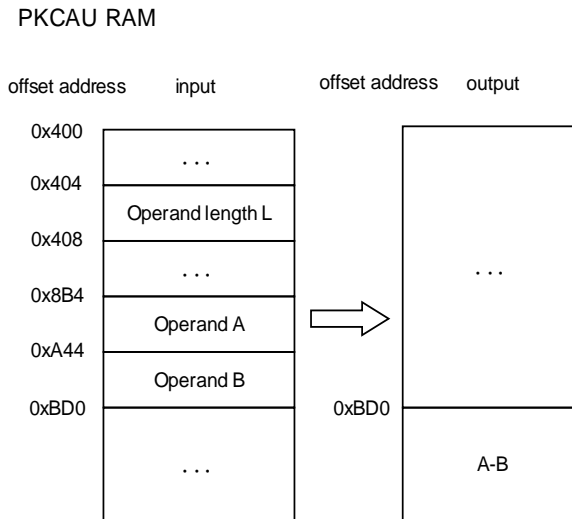 PKCAU RAM
offset address input offset address output
0x400
. . .
0x404
Operand length L
0x408
. . .
0x8B4
Operand A
. . .
0xA44
Operand B
0xBD0 0xBD0
. . . A-B